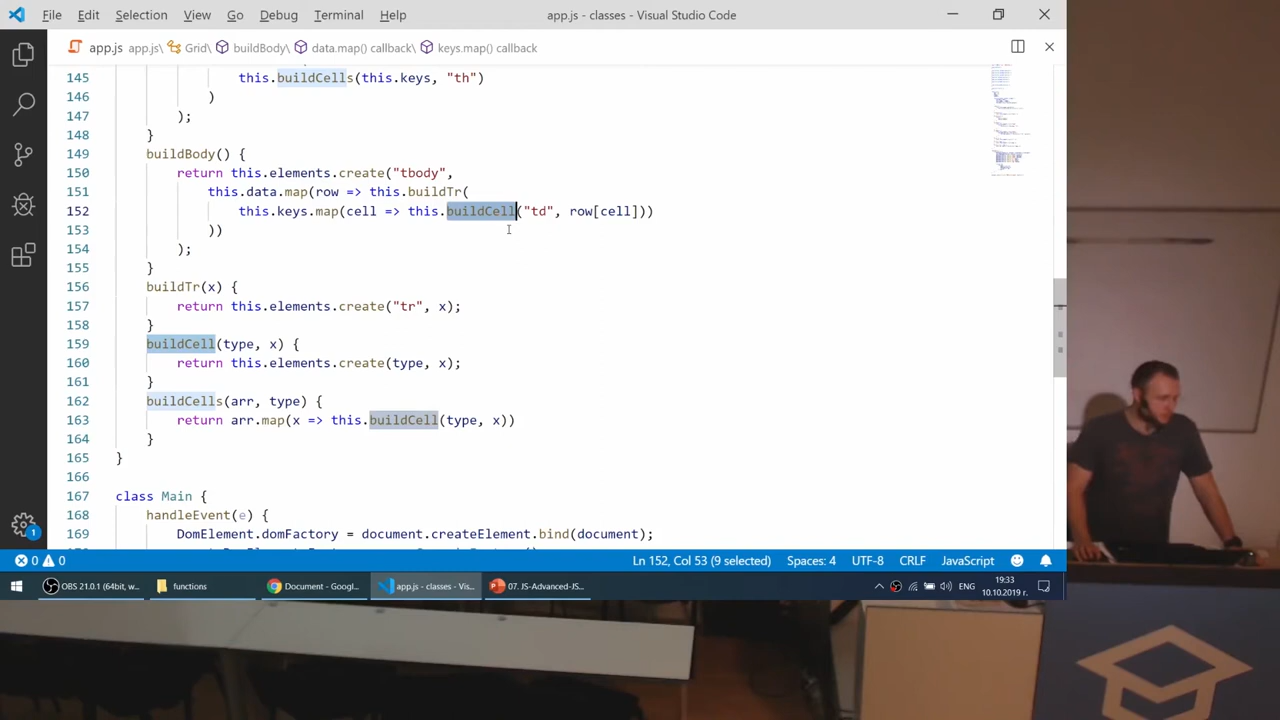 File Edit Selection View Go Debug Terminal Help app.js - classes - Visual Studio Code
app.js app.js\ Grid\ buildBody\ data.map() callback\ keys.map() callback
145 this.buildCells(this.keys, "th")
146
147 );
148 }
149 buildBody {
150 return this.elements.create("tbody"
151 this.data.map row => this.buildTr(
152 this.keys.map(cell => this.buildCell("td", row[cell]))
153 ))
154 );
155 }
156 buildTr(x) {
157 return this.elements.create("tr", x);
158 }
159 buildCell(type, x) {
160 return this.elements.create(type, x);
161 }
162 buildCells(arr, type) {
163 return arr.map(x => this.buildCell(type, x))
164 }
165 }
166
167 class Main {
168 handleEvent(e) {
169 DomElement.domFactory = document.createElement.bind(document);
1 0 0 Ln 152, Col 53 (9 selected) Spaces: 4 UTF-8 CRLF JavaScript
OBS 21.0.1 (64bit, w... functions Document - Googl... app.js - classes - Vis... 07. JS-Advanced-JS... ENG 19:33
10.10.2019 г.